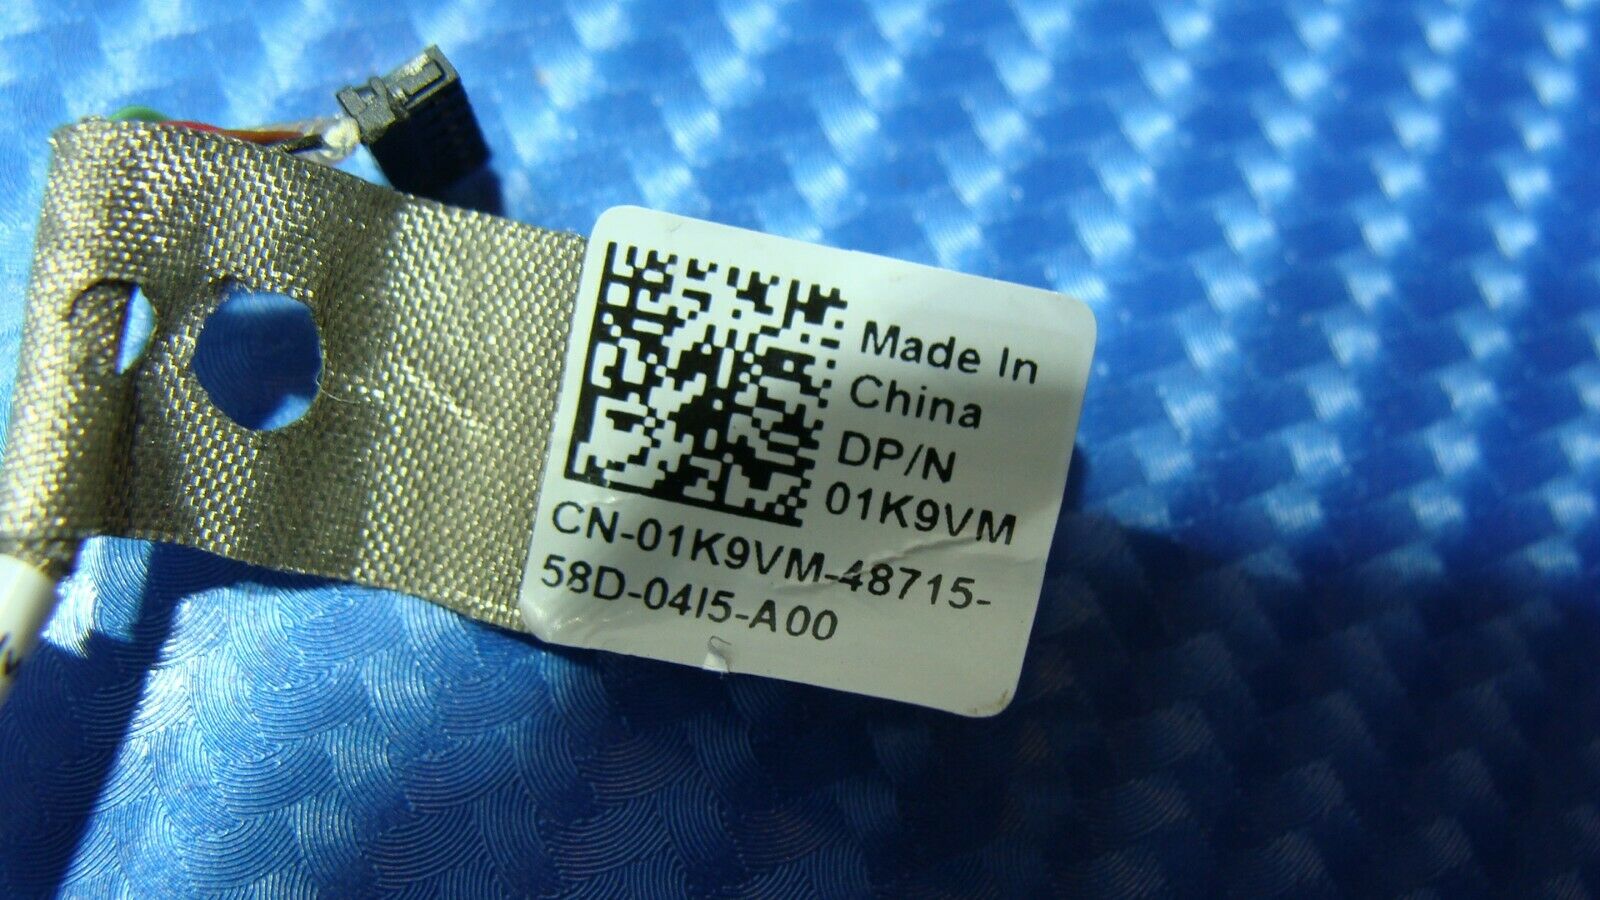 Made In
China
DP/N
01K9VM
CN-01K9VM-48715-
58D-04I5-A00